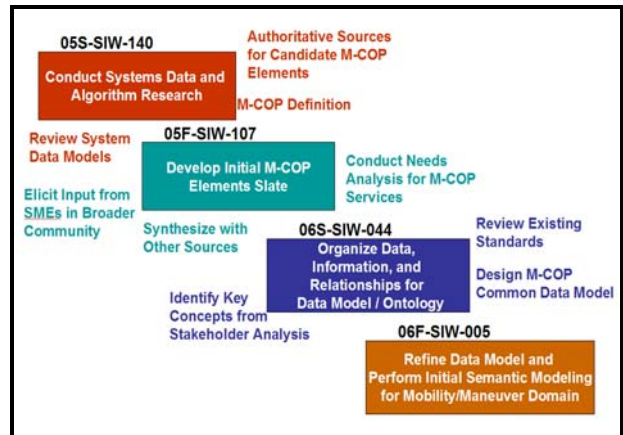 05S-SIW-140
Authoritative Sources
for Candidate M-COP
Elements
Conduct Systems Data and
Algorithm Research
M-COP Definition
Review System
Data Models
05F-SIW-107
Develop Initial M-COP
Elements Slate
Conduct Needs
Analysis for M-COP
Services
Elicit Input from
SMEs in Broader
Community
Synthesize with
Other Sources
06S-SIW-044
Organize Data,
Information, and
Relationships for
Data Model / Ontology
Review Existing
Standards
Design M-COP
Common Data Model
Identify Key
Concepts from
Stakeholder Analysis
06F-SIW-005
Refine Data Model and
Perform Initial Semantic Modeling
for Mobility/Maneuver Domain